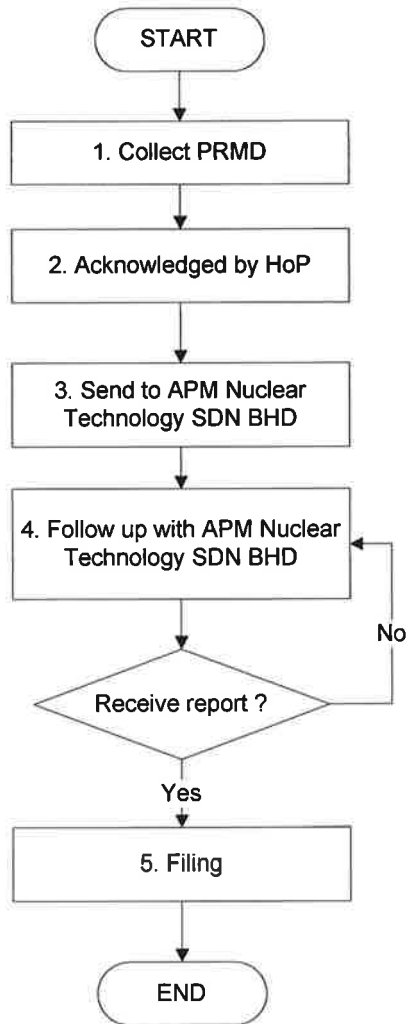 START
1. Collect PRMD
2. Acknowledged by HoP
3. Send to APM Nuclear
Technology SDN BHD
4. Follow up with APM Nuclear
Technology SDN BHD
No
Receive report ?
Yes
5. Filing
END